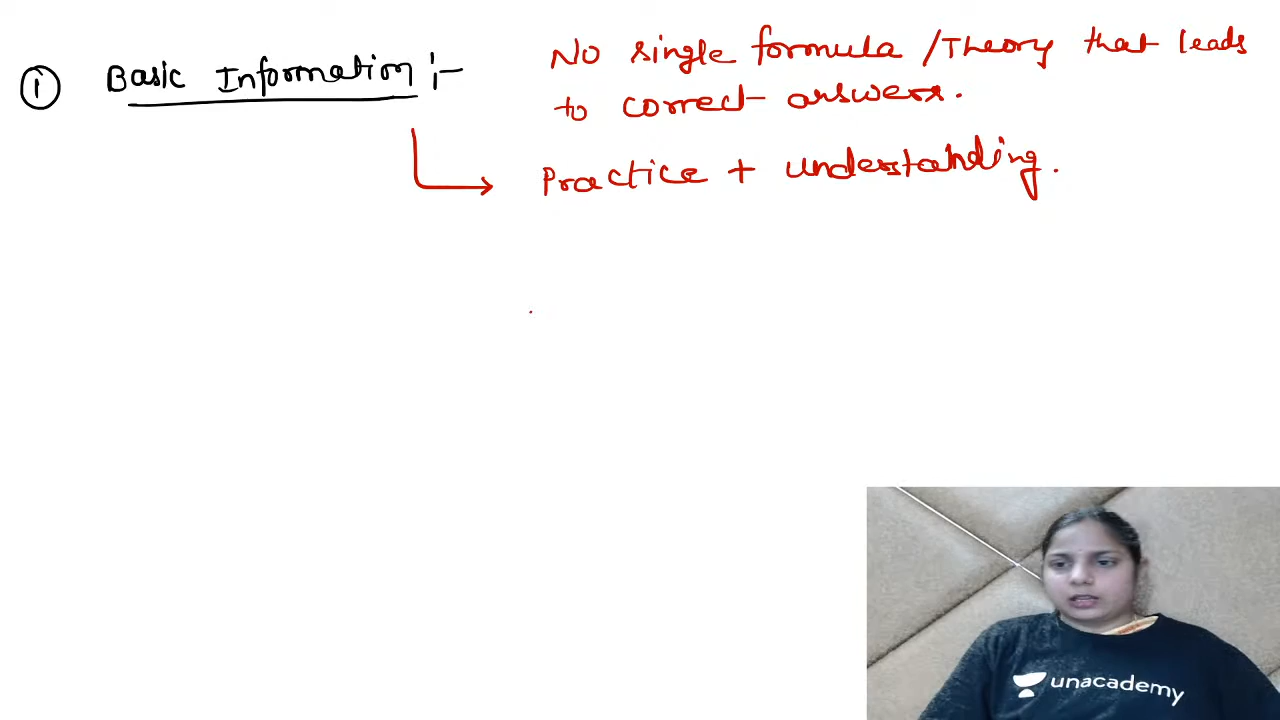 ① Basic Information :-
No single formula / Theory that leads
to correct answers.
Practice + understanding.
unacademy